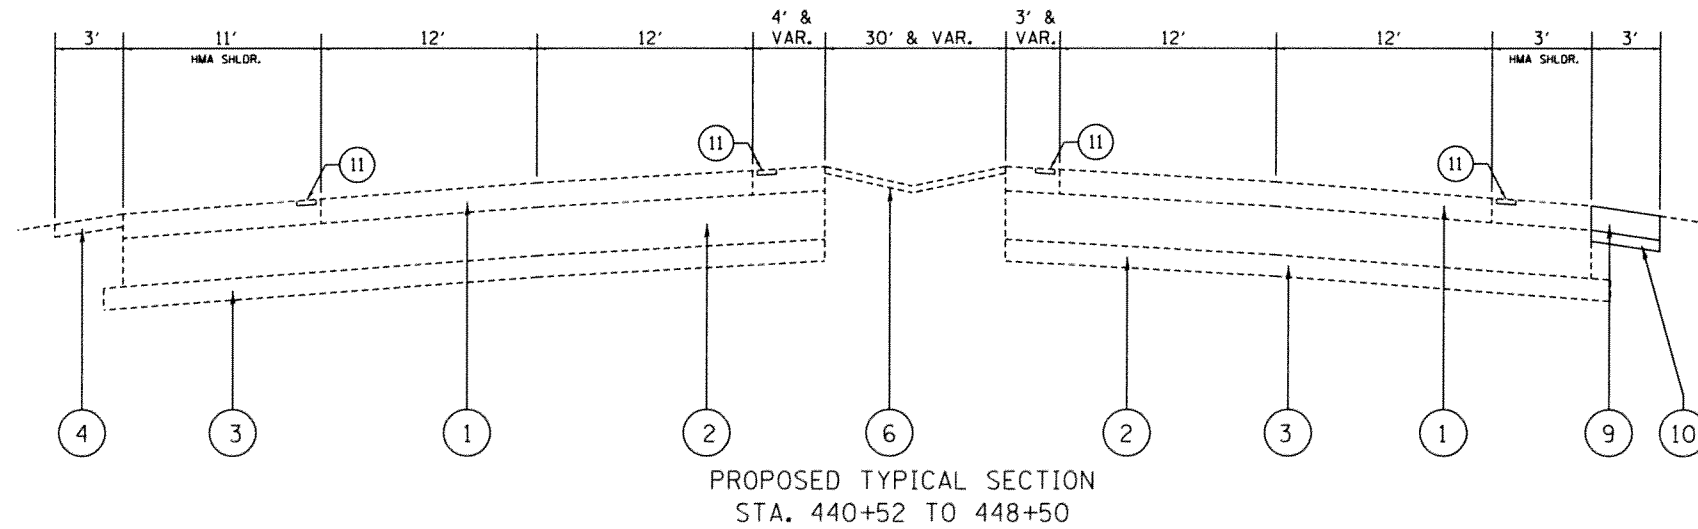 4' & 3' &
3' 11' 12' 12' VAR. 30' & VAR. VAR. 12' 12' 3' 3'
HMA SHLDR. HMA SHLDR.
11 11 11 11
4 3 1 2 6 2 3 1 9 10
PROPOSED TYPICAL SECTION
STA. 440+52 TO 448+50